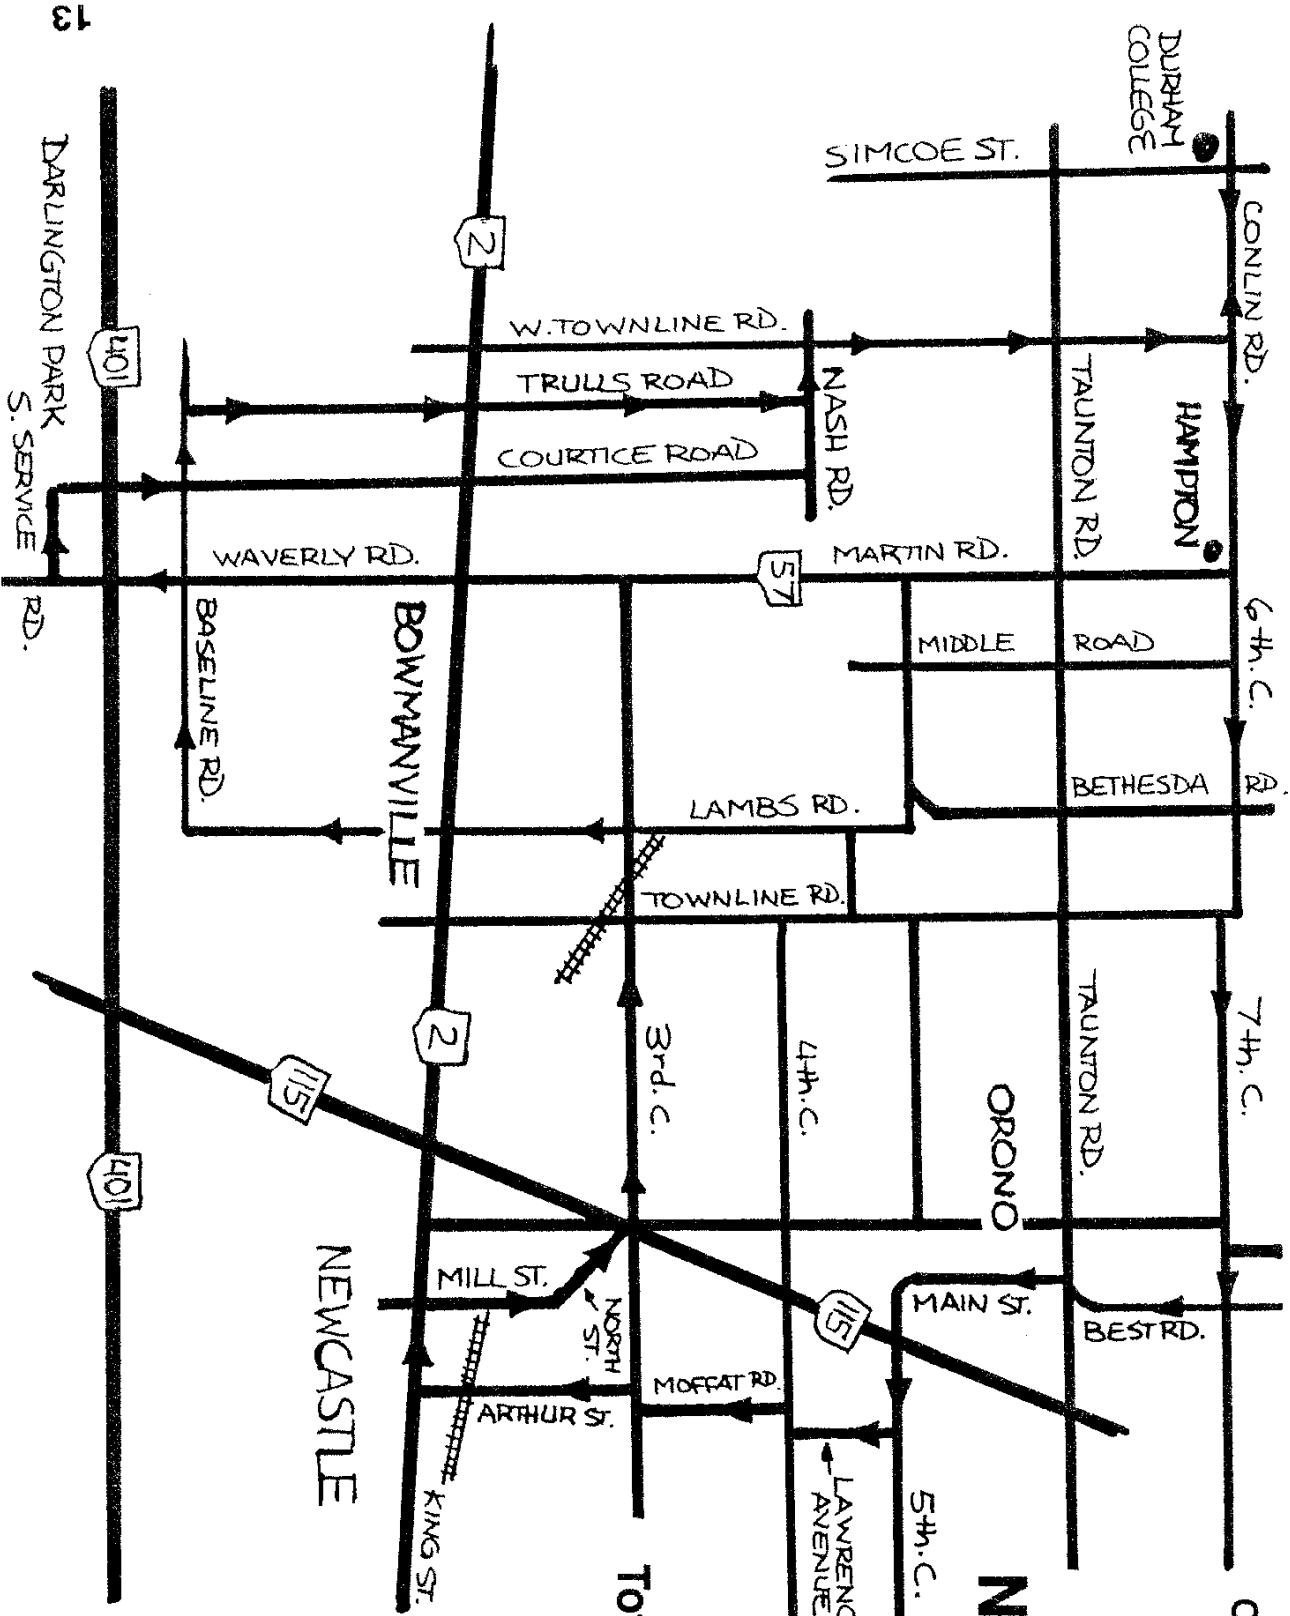 13
DURHAM
COLLEGE
SIMCOE ST.
CONLIN RD.
2
W. TOWNLINE RD.
TRULLS ROAD
NASH RD.
COURTICE ROAD
TAUNTON RD.
HAMPTON
DARLINGTON PARK
401
S. SERVICE RD.
WAVERLY RD.
57
MARTIN RD.
6th. C.
MIDDLE ROAD
BASELINE RD.
BOWMANVILLE
LAMBS RD.
BETHESDA RD.
TOWNLINE RD.
2
3rd. C.
4th. C.
TAUNTON RD.
7th. C.
ORONO
115
401
NEWCASTLE
MILL ST.
NORTH
ST.
115
MAIN ST.
BEST RD.
ARTHUR ST.
MOFFAT RD.
KING ST.
AVENUE
5th. C.
N